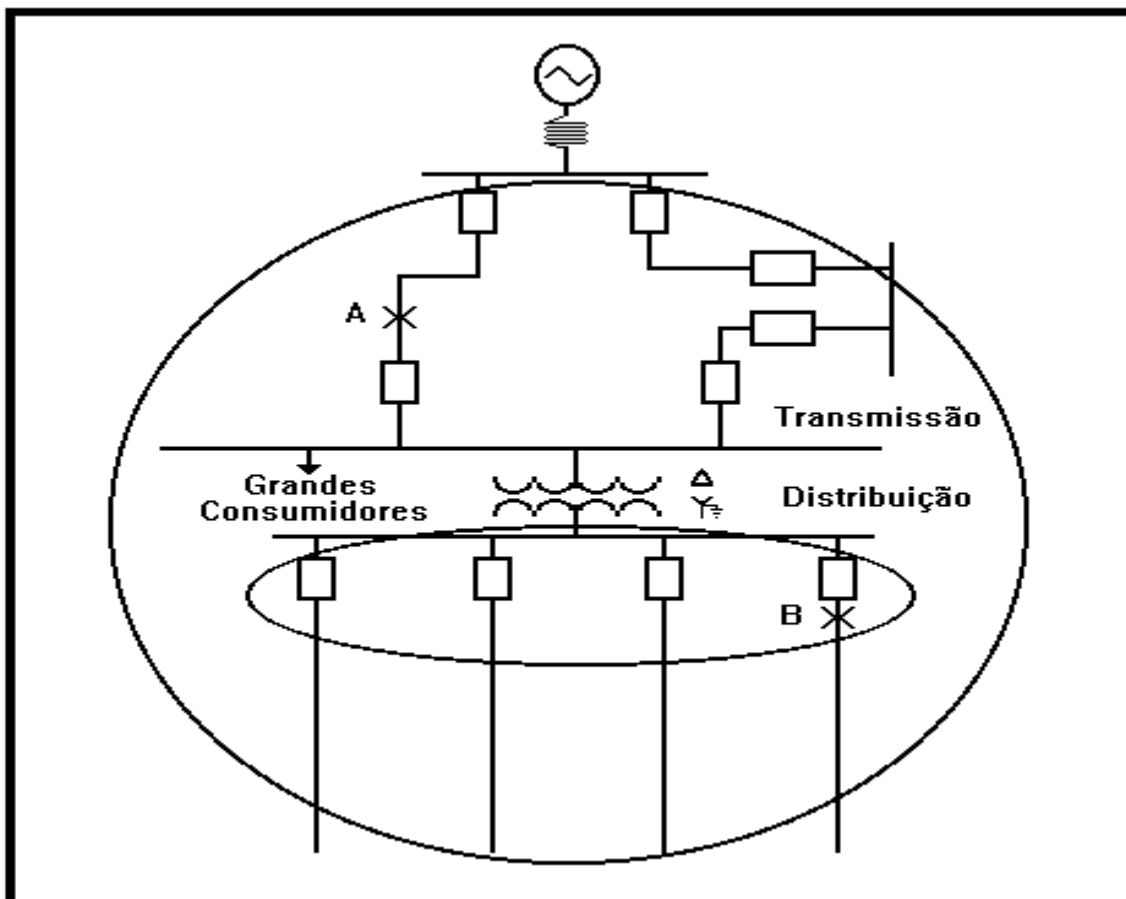 A
Transmissão
Grandes
Consumidores
Δ
Distribuição
B